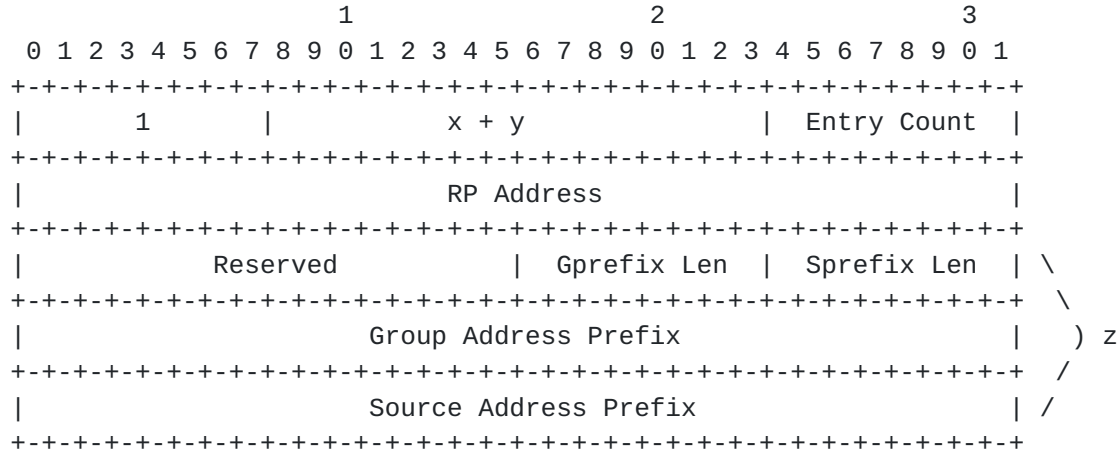 1                   2                   3
 0 1 2 3 4 5 6 7 8 9 0 1 2 3 4 5 6 7 8 9 0 1 2 3 4 5 6 7 8 9 0 1
+-+-+-+-+-+-+-+-+-+-+-+-+-+-+-+-+-+-+-+-+-+-+-+-+-+-+-+-+-+-+-+-+
|       1       |           x + y               |  Entry Count  |
+-+-+-+-+-+-+-+-+-+-+-+-+-+-+-+-+-+-+-+-+-+-+-+-+-+-+-+-+-+-+-+-+
|                           RP Address                          |
+-+-+-+-+-+-+-+-+-+-+-+-+-+-+-+-+-+-+-+-+-+-+-+-+-+-+-+-+-+-+-+-+
|            Reserved           |  Gprefix Len  |  Sprefix Len  | \
+-+-+-+-+-+-+-+-+-+-+-+-+-+-+-+-+-+-+-+-+-+-+-+-+-+-+-+-+-+-+-+-+  \
|                      Group Address Prefix                     |   ) z
+-+-+-+-+-+-+-+-+-+-+-+-+-+-+-+-+-+-+-+-+-+-+-+-+-+-+-+-+-+-+-+-+  /
|                      Source Address Prefix                    | /
+-+-+-+-+-+-+-+-+-+-+-+-+-+-+-+-+-+-+-+-+-+-+-+-+-+-+-+-+-+-+-+-+